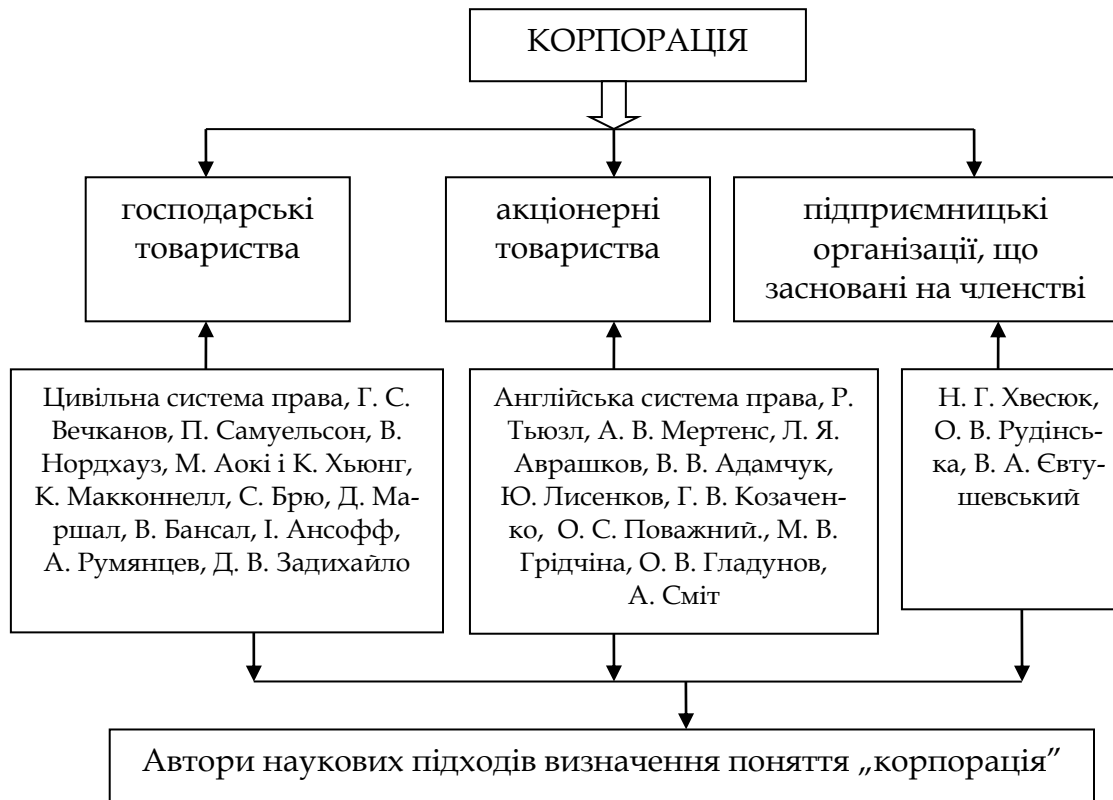 КОРПОРАЦІЯ
господарські
товариства
акціонерні
товариства
підприємницькі
організації, що
засновані на членстві
Цивільна система права, Г. С.
Вечканов, П. Самуельсон, В.
Нордхауз, М. Аокі і К. Хьюнг,
К. Макконнелл, С. Брю, Д. Ма-
ршал, В. Бансал, І. Ансофф,
А. Румянцев, Д. В. Задихайло
Англійська система права, Р.
Тьюзл, А. В. Мертенс, Л. Я.
Аврашков, В. В. Адамчук,
Ю. Лисенков, Г. В. Козачен-
ко, О. С. Поважний., М. В.
Грідчіна, О. В. Гладунов,
А. Сміт
Н. Г. Хвесюк,
О. В. Рудінсь-
ка, В. А. Євту-
шевський
Автори наукових підходів визначення поняття „корпорація”